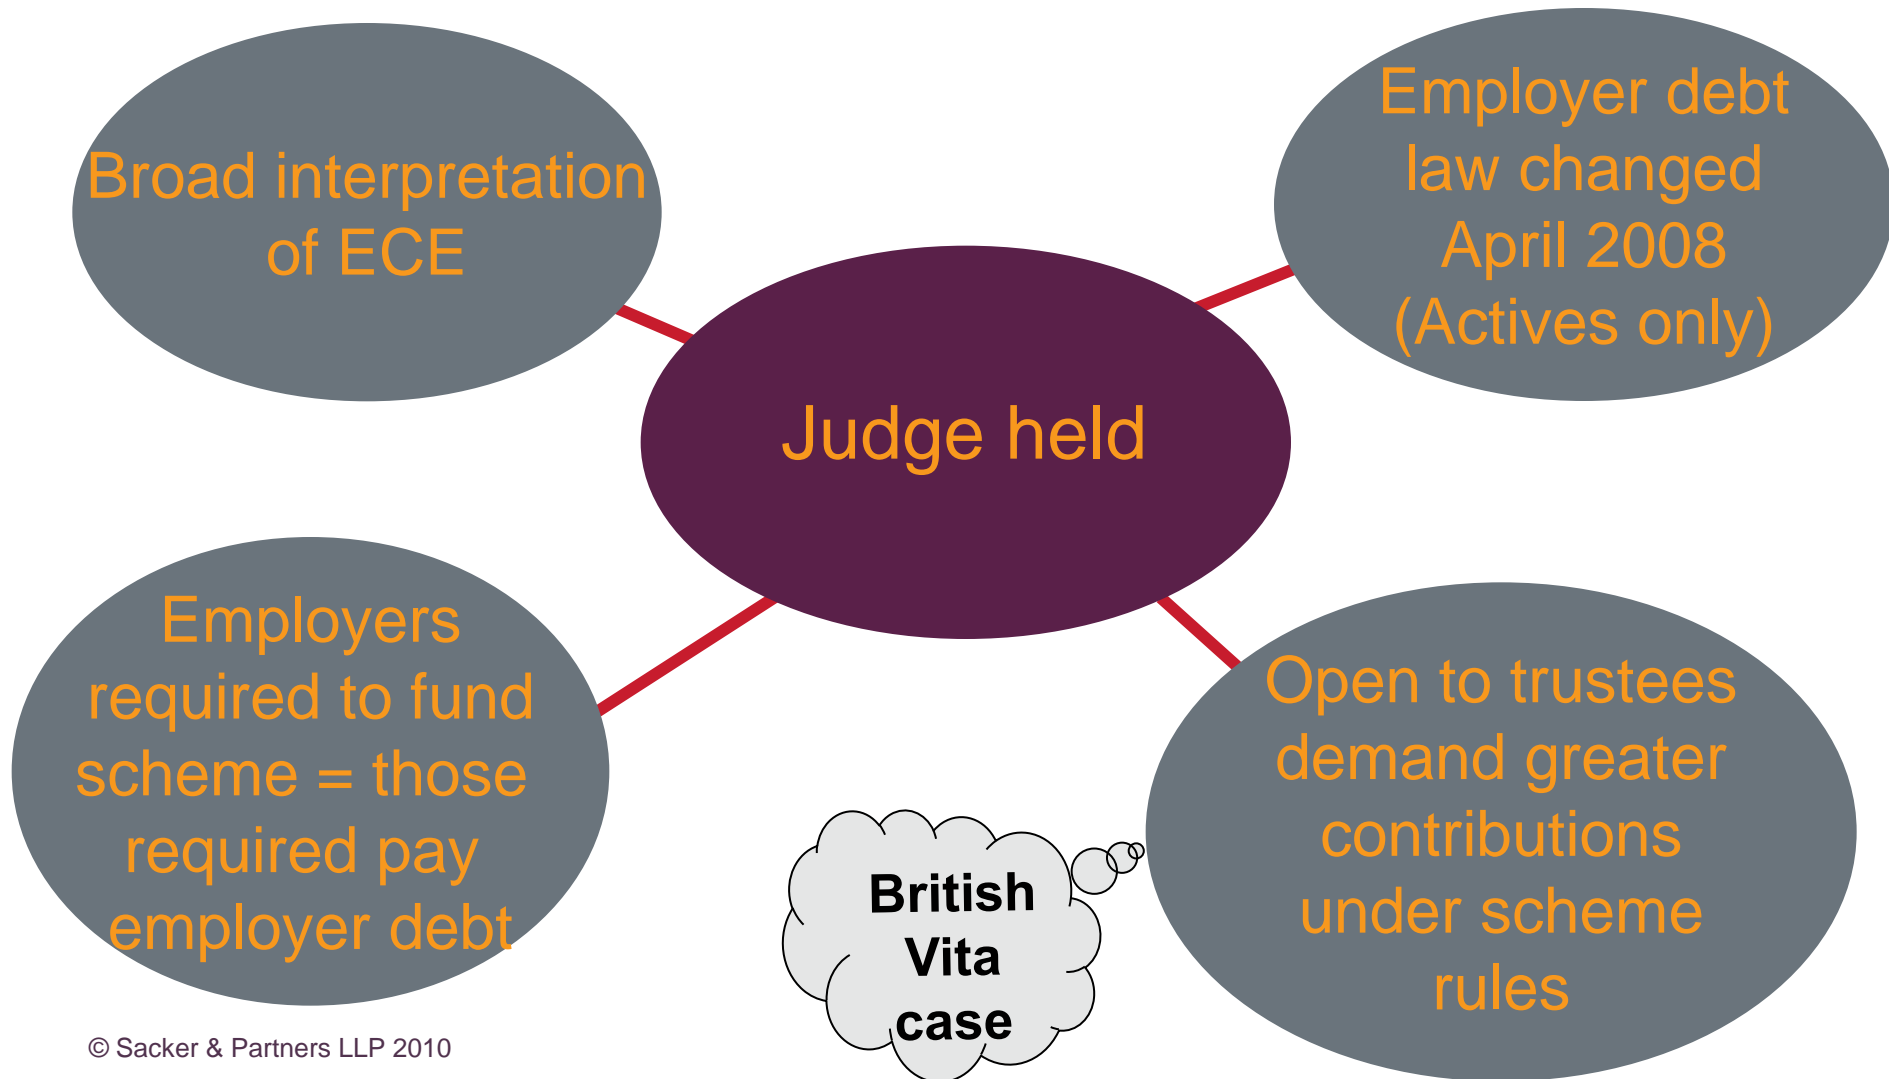 Broad interpretation
of ECE
Employer debt
law changed
April 2008
(Actives only)
Judge held
Employers
required to fund
scheme = those
required pay
employer debt
Open to trustees
demand greater
contributions
under scheme
rules
British
Vita
case
© Sacker & Partners LLP 2010